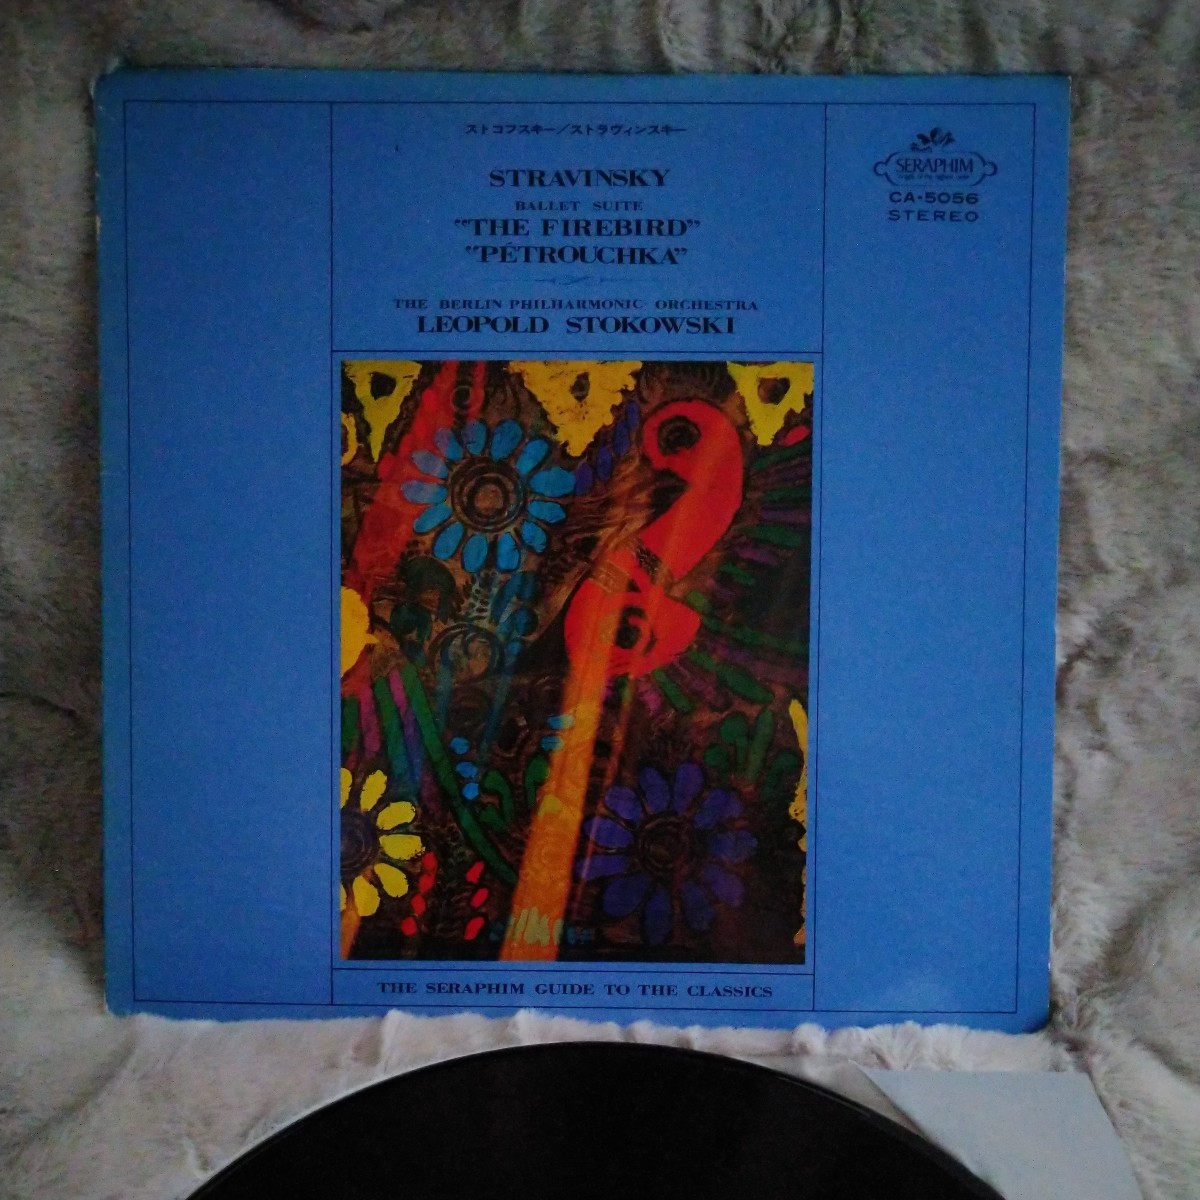 ストコフスキー／ストラヴィンスキー
STRAVINSKY
BALLET SUITE
“THE FIREBIRD”
“PÉTROUCHKA”
THE BERLIN PHILHARMONIC ORCHESTRA
LEOPOLD STOKOWSKI
SERAPHIM
CA·5056
STEREO
THE SERAPHIM GUIDE TO THE CLASSICS